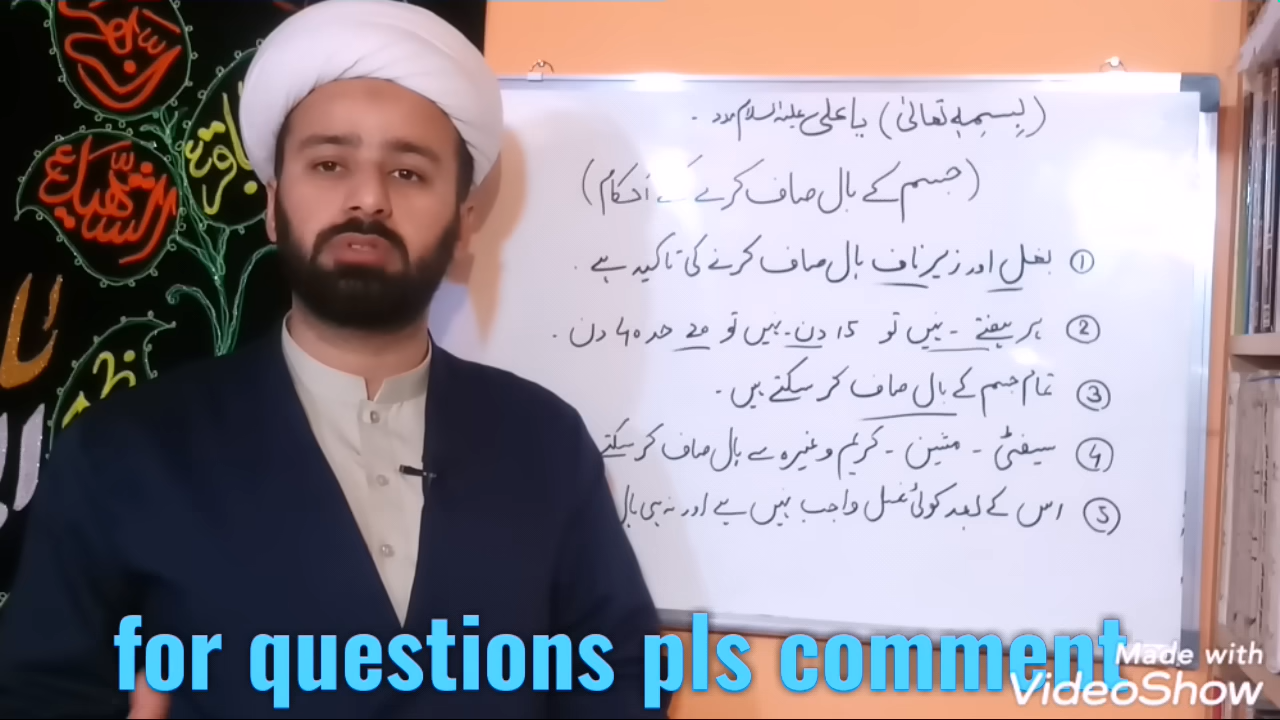 (بِسمِہٖ تعالیٰ) یا علی علیہ السلام مدد ۔
(جسم کے بال صاف کرنے کے احکام)
① بغل اور زیر ناف بال صاف کرنے کی تاکید ہے ۔
② ہر ہفتے ۔ نہیں تو 15 دن ۔ نہیں تو حد 40 دن ۔
③ تمام جسم کے بال صاف کر سکتے ہیں ۔
④ سیفٹی ۔ مشین ۔ کریم وغیرہ سے بال صاف کر سکتے
⑤ اس کے بعد کوئی غسل واجب نہیں ہے اور نہ ہی بال
باقر ع
for questions pls comment
Made with
VideoShow